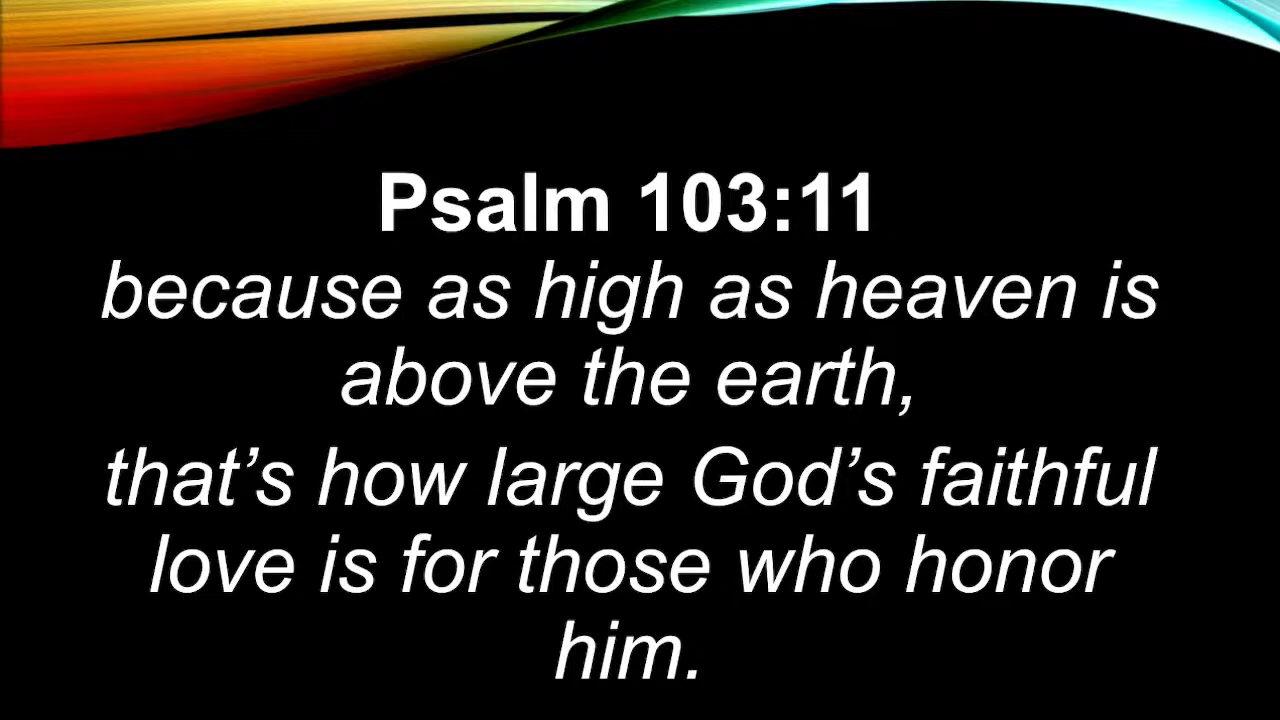 Psalm 103:11
because as high as heaven is
above the earth,
that’s how large God’s faithful
love is for those who honor
him.